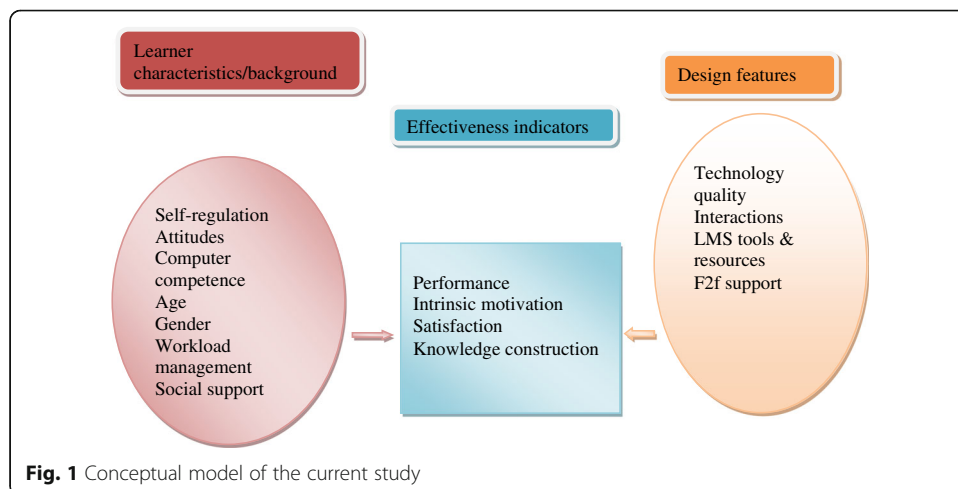 Learner
characteristics/background
Design features
Effectiveness indicators
Self-regulation
Attitudes
Computer
competence
Age
Gender
Workload
management
Social support
Performance
Intrinsic motivation
Satisfaction
Knowledge construction
Technology
quality
Interactions
LMS tools &
resources
F2f support
Fig. 1 Conceptual model of the current study